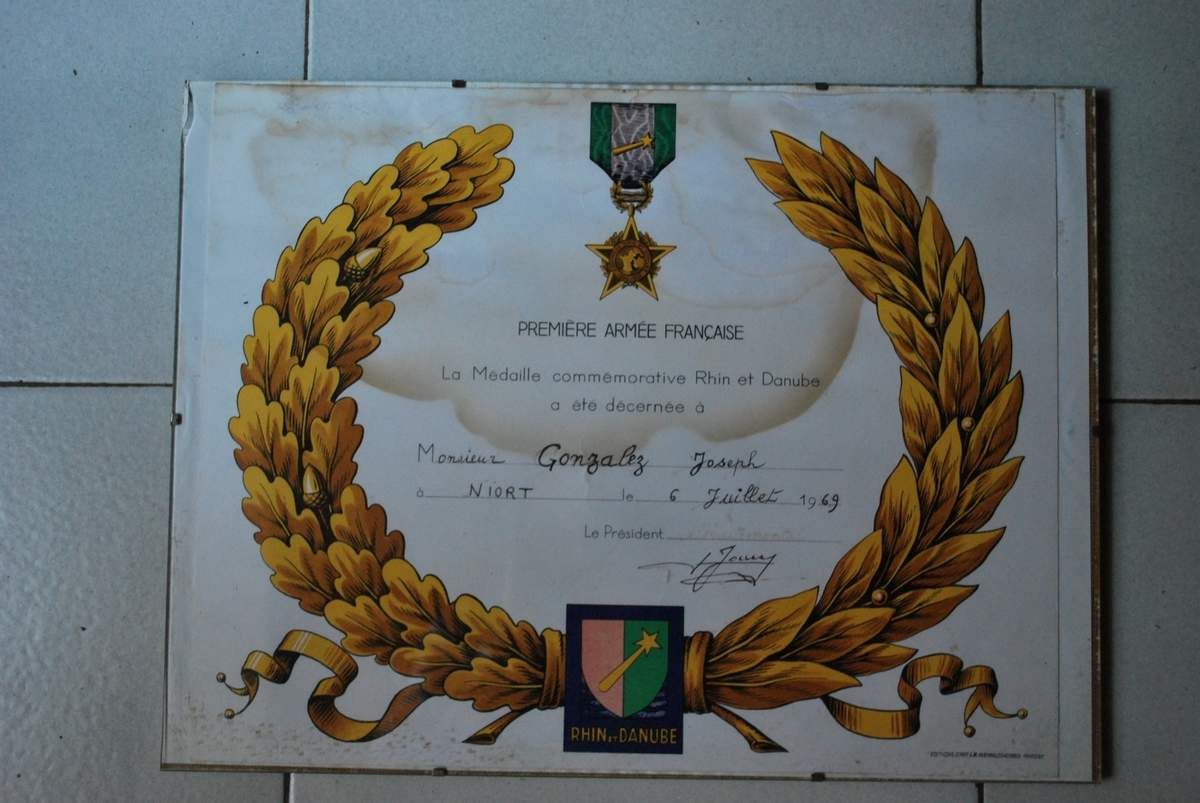 PREMIÈRE ARMÉE FRANÇAISE
La Médaille commémorative Rhin et Danube
a été décernée à
Monsieur Gonzalez Joseph
à NIORT le 6 Juillet 1969
Le Président
RHIN ET DANUBE